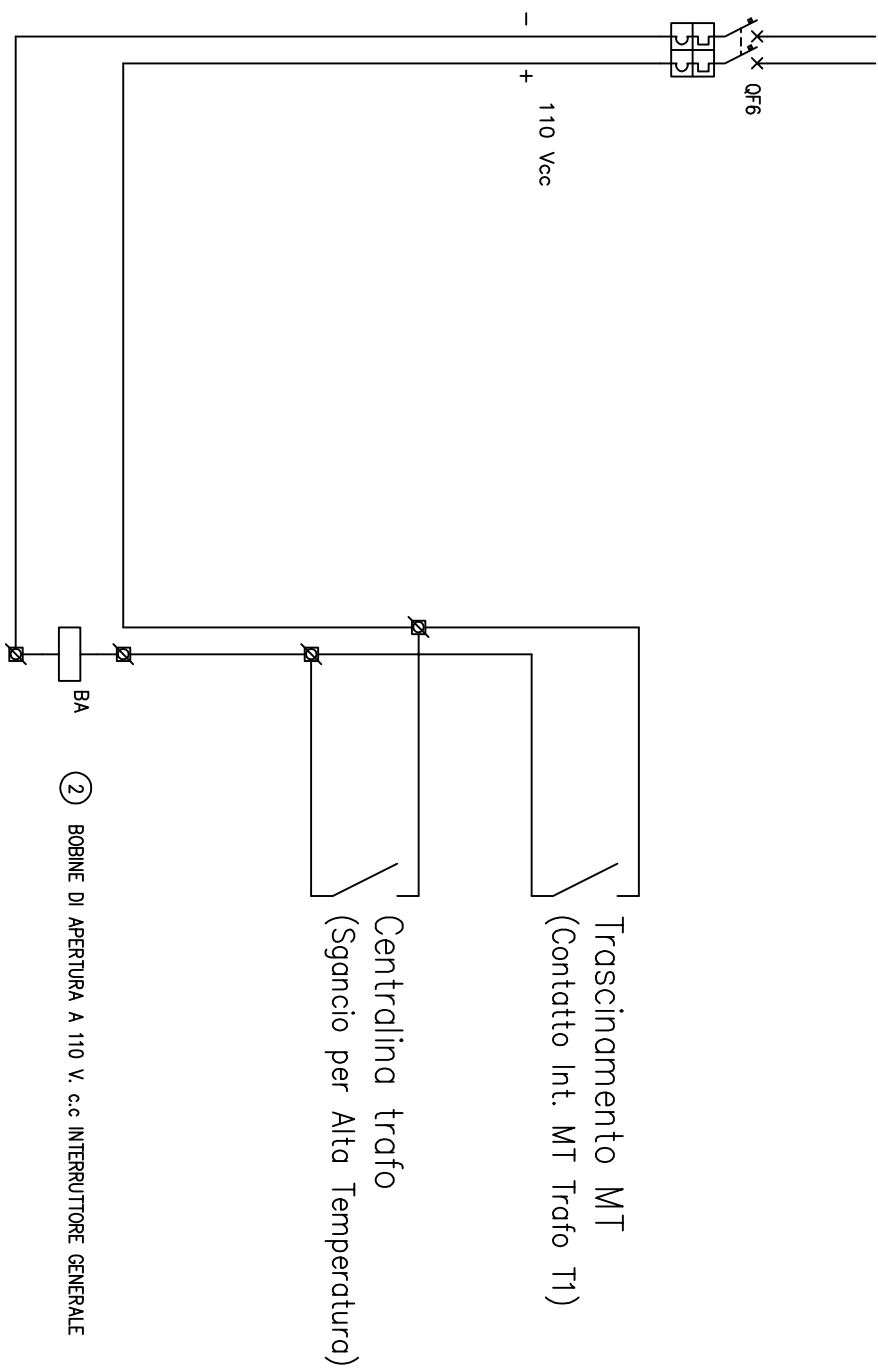 QF6
-
+
110 Vcc
Trascinamento MT
(Contatto Int. MT Trafo T1)
Centralina trafo
(Sgancio per Alta Temperatura)
BA
2 BOBINE DI APERTURA A 110 V. c.c INTERRUTTORE GENERALE